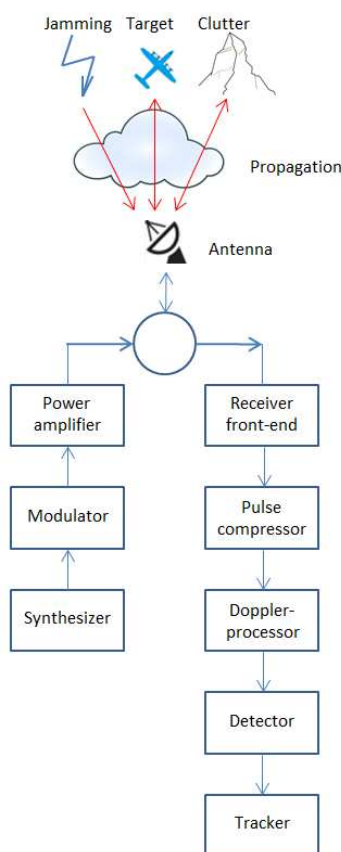 Jamming Target Clutter
Propagation
Antenna
Power
amplifier
Receiver
front-end
Modulator
Pulse
compressor
Synthesizer
Doppler-
processor
Detector
Tracker